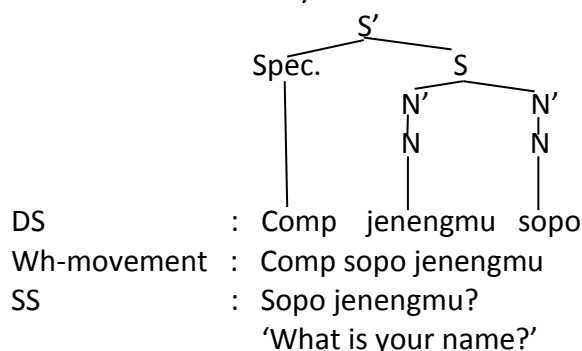 S’
Spec. S
N’ N’
N N
DS : Comp jenengmu sopo
Wh-movement : Comp sopo jenengmu
SS : Sopo jenengmu?
‘What is your name?’